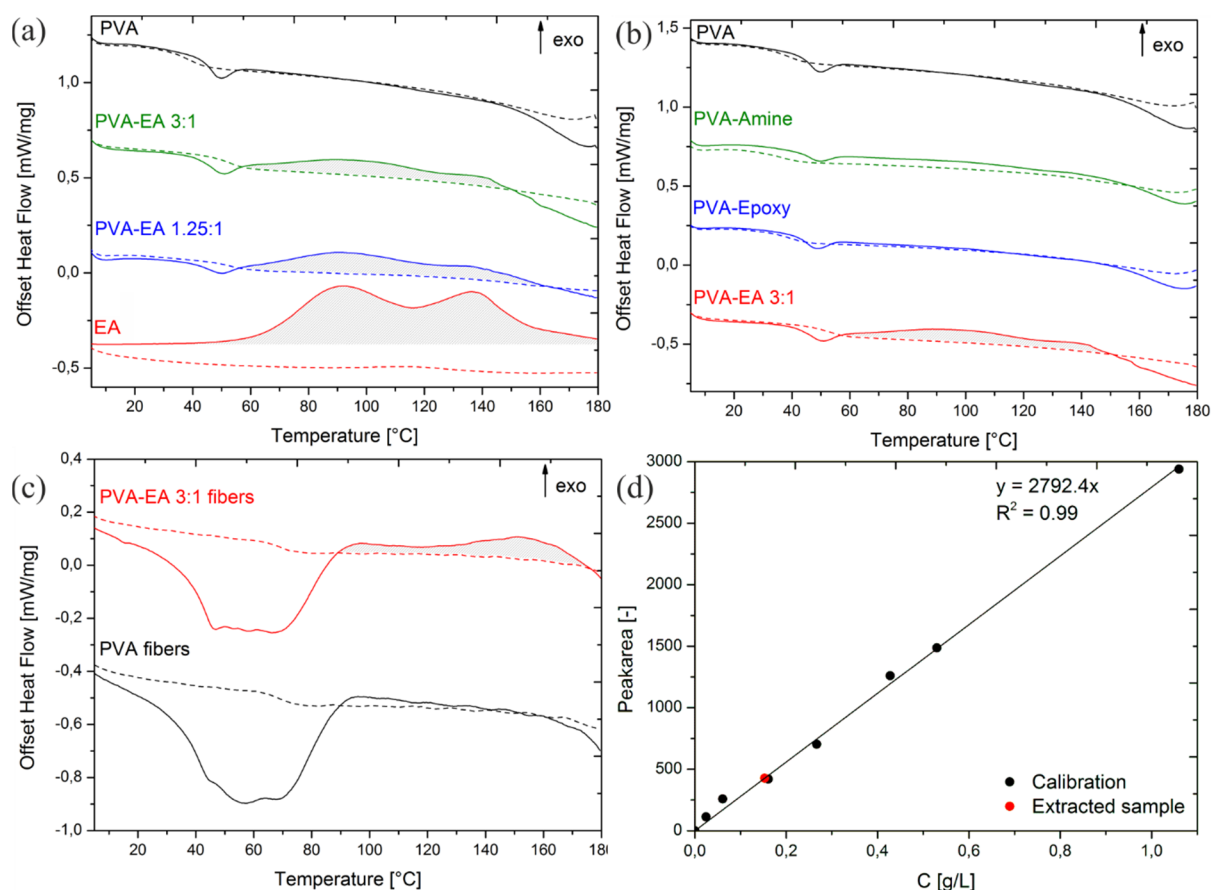 (a)
PVA
exo
1,0
PVA-EA 3:1
0,5
PVA-EA 1.25:1
0,0
EA
-0,5
20 40 60 80 100 120 140 160 180
Temperature [°C]
Offset Heat Flow [mW/mg]
(b)
1.5
PVA
exo
1.0
PVA-Amine
0.5
PVA-Epoxy
0.0
PVA-EA 3:1
-0.5
20 40 60 80 100 120 140 160 180
Temperature [°C]
Offset Heat Flow [mW/mg]
(c)
0,4
exo
PVA-EA 3:1 fibers
0,2
0,0
-0,2
PVA fibers
-0,4
-0,6
-0,8
-1,0
20 40 60 80 100 120 140 160 180
Temperature [°C]
Offset Heat Flow [mW/mg]
(d)
3000
y = 2792.4x
R² = 0.99
2500
2000
1500
1000
500
0
Calibration
Extracted sample
0,0 0,2 0,4 0,6 0,8 1,0
C [g/L]
Peakarea [-]